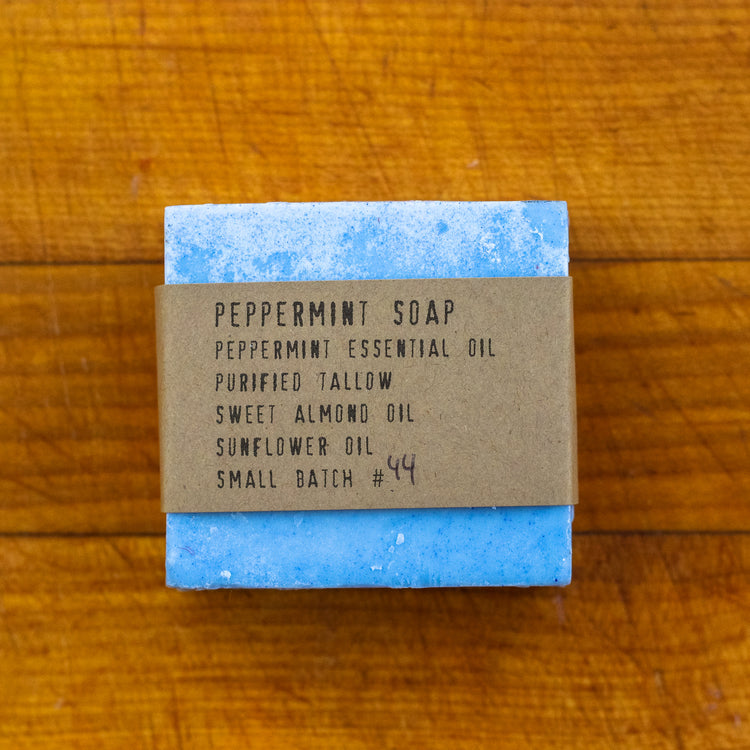 PEPPERMINT SOAP
PEPPERMINT ESSENTIAL OIL
PURIFIED TALLOW
SWEET ALMOND OIL
SUNFLOWER OIL
SMALL BATCH #44